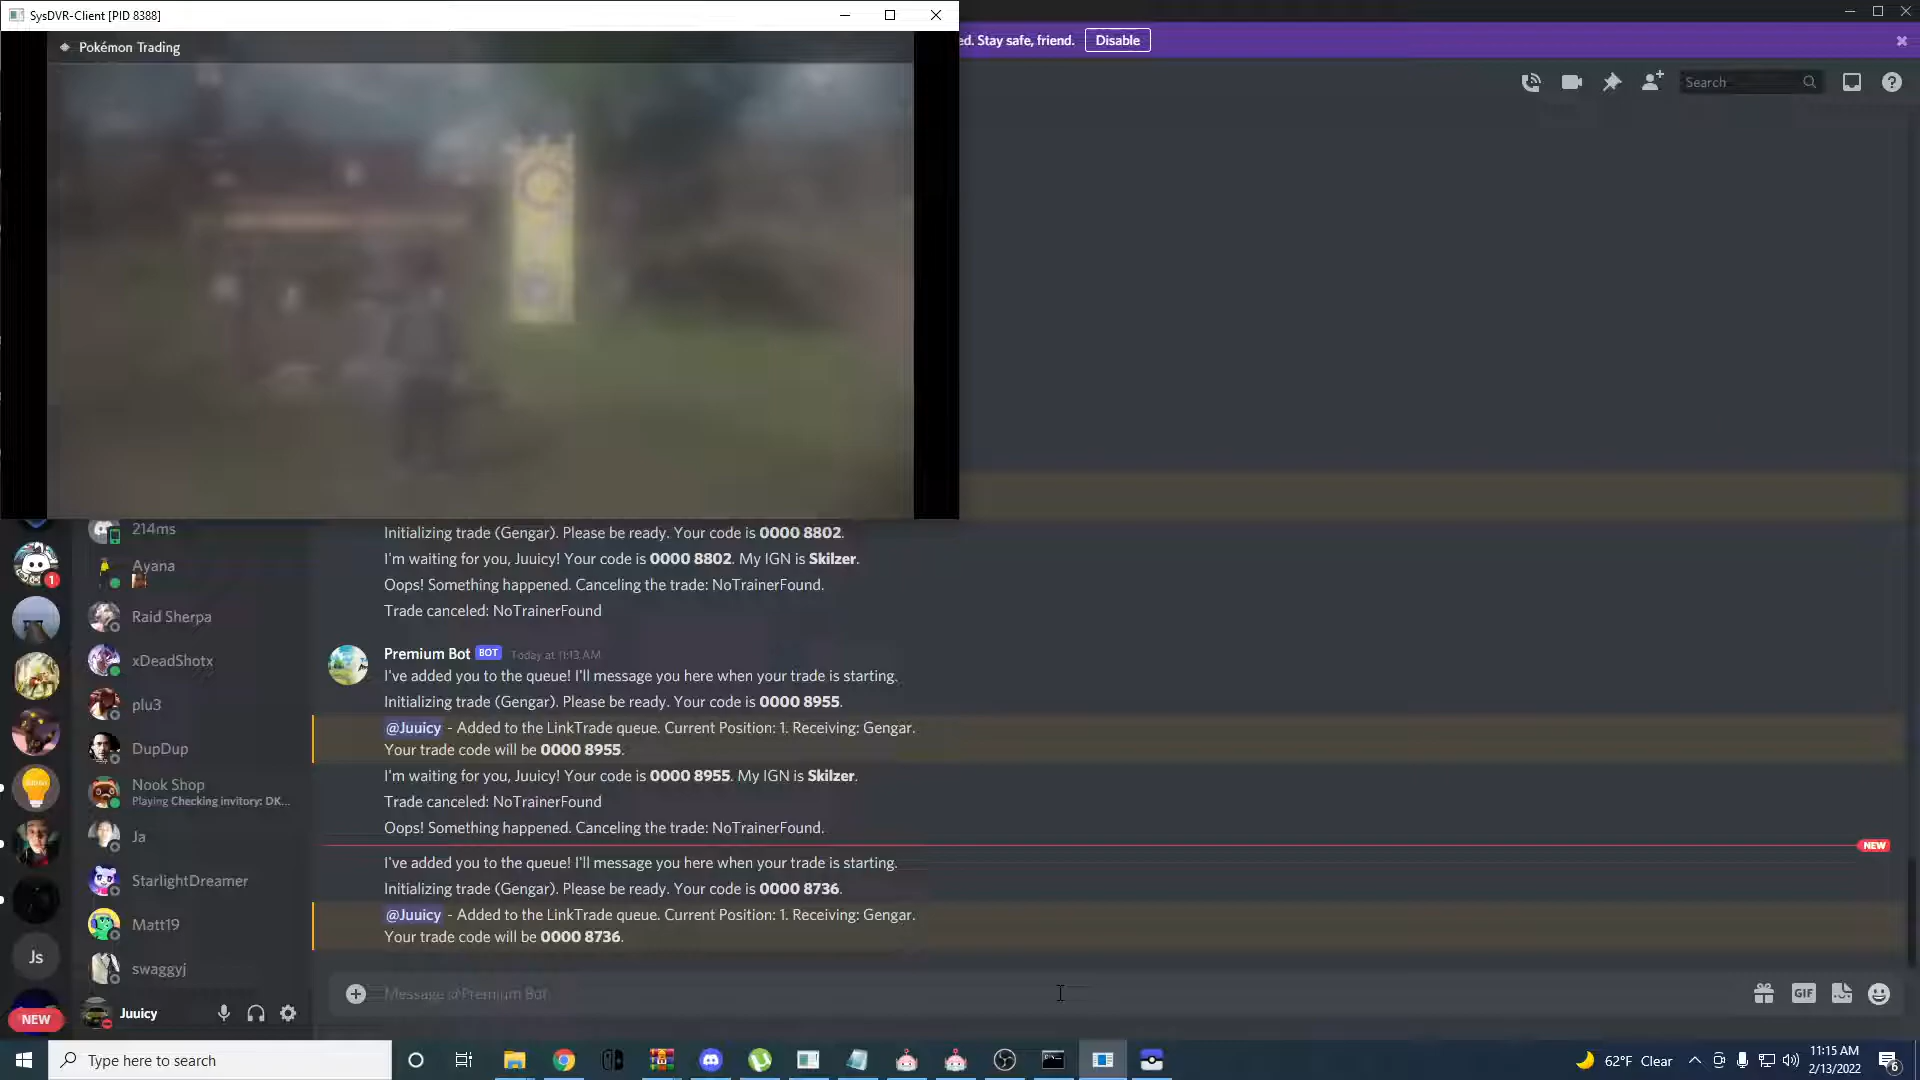 SysDVR-Client [PID 8388]
Pokémon Trading
ed. Stay safe, friend.
Disable
Search
214ms
Ayana
Raid Sherpa
xDeadShotx
plu3
DupDup
Nook Shop
Playing Checking invitory: DK...
Ja
StarlightDreamer
Matt19
swaggyj
1
Js
NEW
Juuicy
Initializing trade (Gengar). Please be ready. Your code is 0000 8802.
I'm waiting for you, Juuicy! Your code is 0000 8802. My IGN is Skilzer.
Oops! Something happened. Canceling the trade: NoTrainerFound.
Trade canceled: NoTrainerFound
Premium Bot BOT Today at 11:13 AM
I've added you to the queue! I'll message you here when your trade is starting.
Initializing trade (Gengar). Please be ready. Your code is 0000 8955.
@Juuicy - Added to the LinkTrade queue. Current Position: 1. Receiving: Gengar.
Your trade code will be 0000 8955.
I'm waiting for you, Juuicy! Your code is 0000 8955. My IGN is Skilzer.
Trade canceled: NoTrainerFound
Oops! Something happened. Canceling the trade: NoTrainerFound.
NEW
I've added you to the queue! I'll message you here when your trade is starting.
Initializing trade (Gengar). Please be ready. Your code is 0000 8736.
@Juuicy - Added to the LinkTrade queue. Current Position: 1. Receiving: Gengar.
Your trade code will be 0000 8736.
Message @Premium Bot
GIF
Type here to search
62°F Clear
11:15 AM
2/13/2022
6